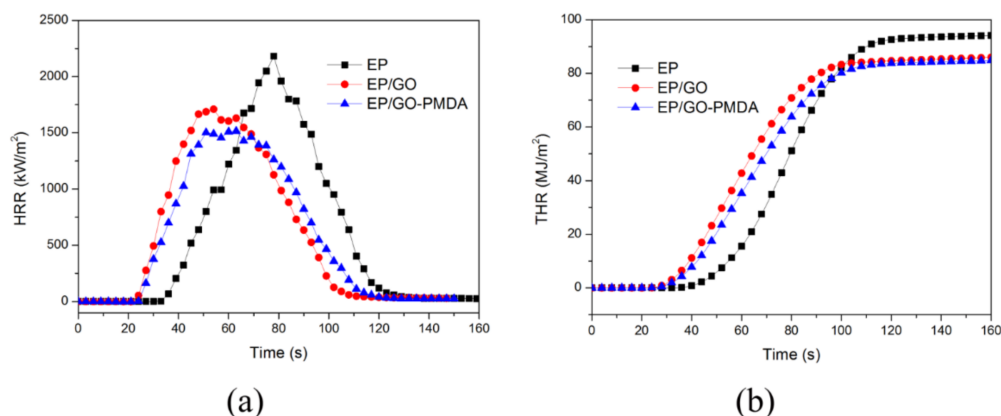 2500
2000
1500
1000
500
0
HRR (kW/m²)
EP
EP/GO
EP/GO-PMDA
0 20 40 60 80 100 120 140 160
Time (s)
(a)
100
80
60
40
20
0
THR (MJ/m²)
EP
EP/GO
EP/GO-PMDA
0 20 40 60 80 100 120 140 160
Time (s)
(b)